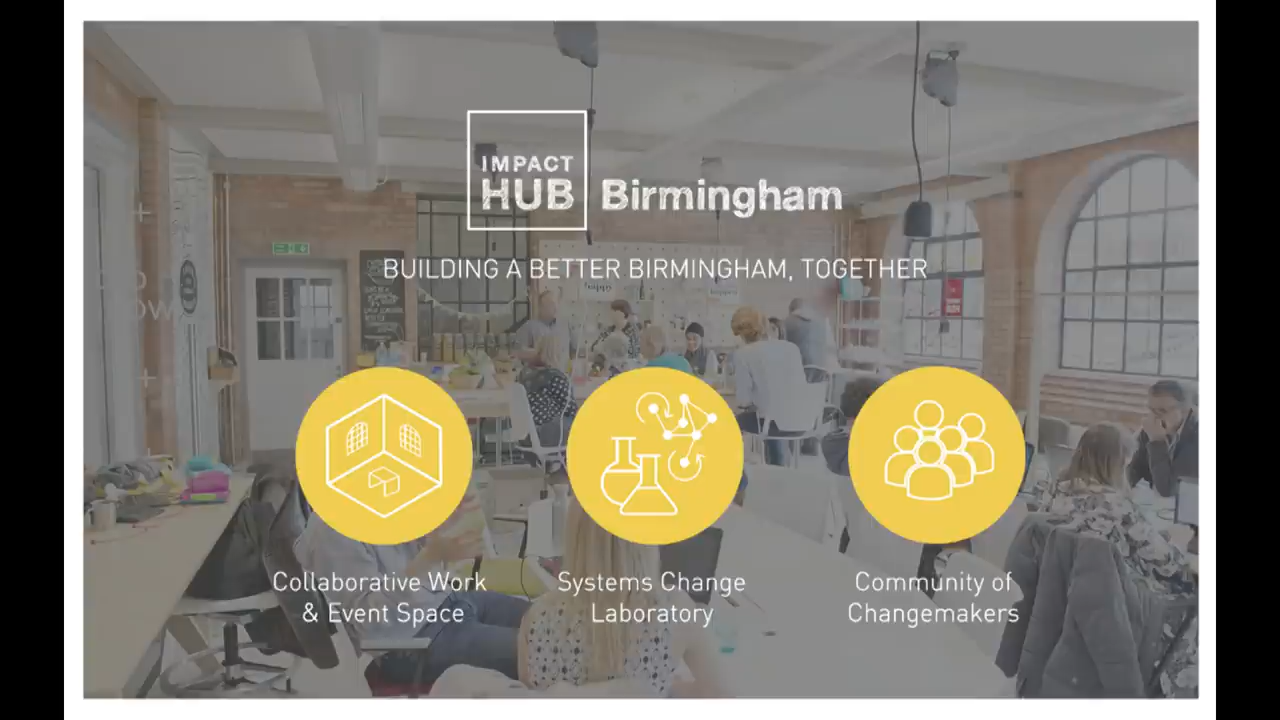 IMPACT
HUB Birmingham
BUILDING A BETTER BIRMINGHAM, TOGETHER
Collaborative Work
& Event Space
Systems Change
Laboratory
Community of
Changemakers